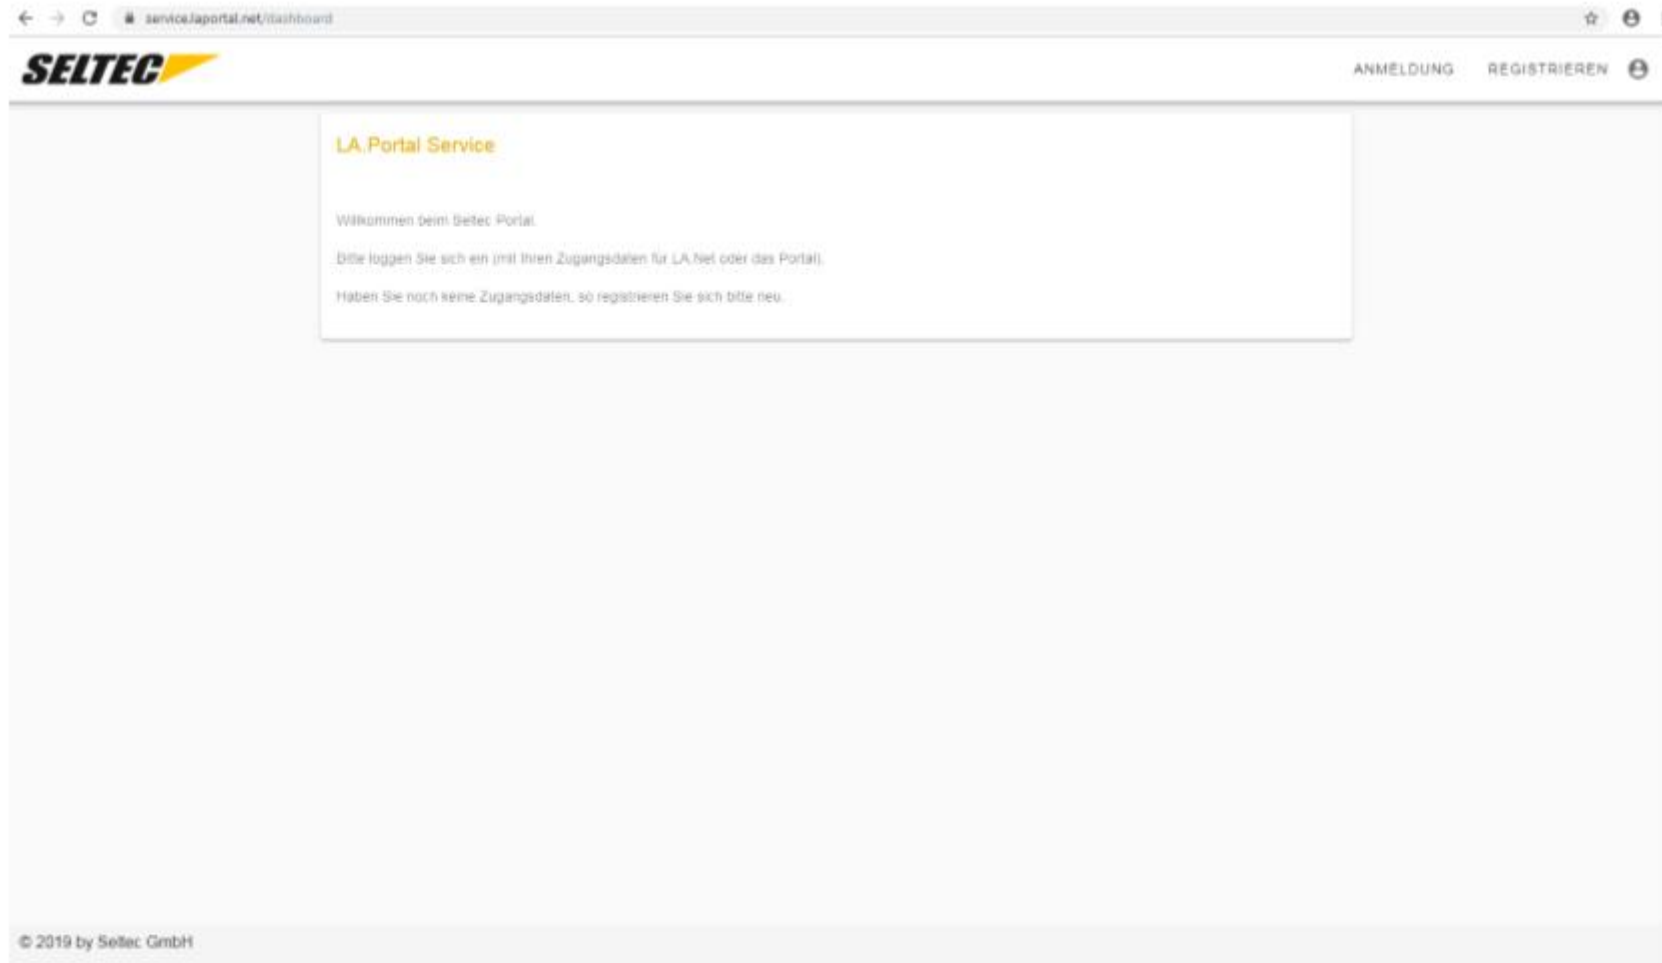 service.laportal.net/dashboard
SELTEC
ANMELDUNG REGISTRIEREN
LA.Portal Service
Willkommen beim Seltec Portal.
Bitte loggen Sie sich ein (mit Ihren Zugangsdaten für LA.Net oder das Portal).
Haben Sie noch keine Zugangsdaten, so registrieren Sie sich bitte neu.
© 2019 by Seltec GmbH